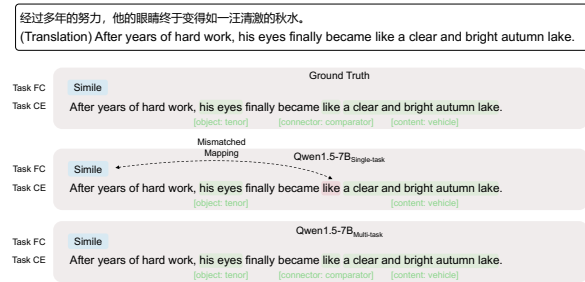 经过多年的努力，他的眼睛终于变得如一汪清澈的秋水。
(Translation) After years of hard work, his eyes finally became like a clear and bright autumn lake.
Ground Truth
Task FC Simile
Task CE After years of hard work, his eyes finally became like a clear and bright autumn lake.
[object: tenor] [connector: comparator] [content: vehicle]
Mismatched
Mapping
Qwen1.5-7B Single-task
Task FC Simile
Task CE After years of hard work, his eyes finally became like a clear and bright autumn lake.
[object: tenor] [content: vehicle]
Qwen1.5-7B Multi-task
Task FC Simile
Task CE After years of hard work, his eyes finally became like a clear and bright autumn lake.
[object: tenor] [connector: comparator] [content: vehicle]